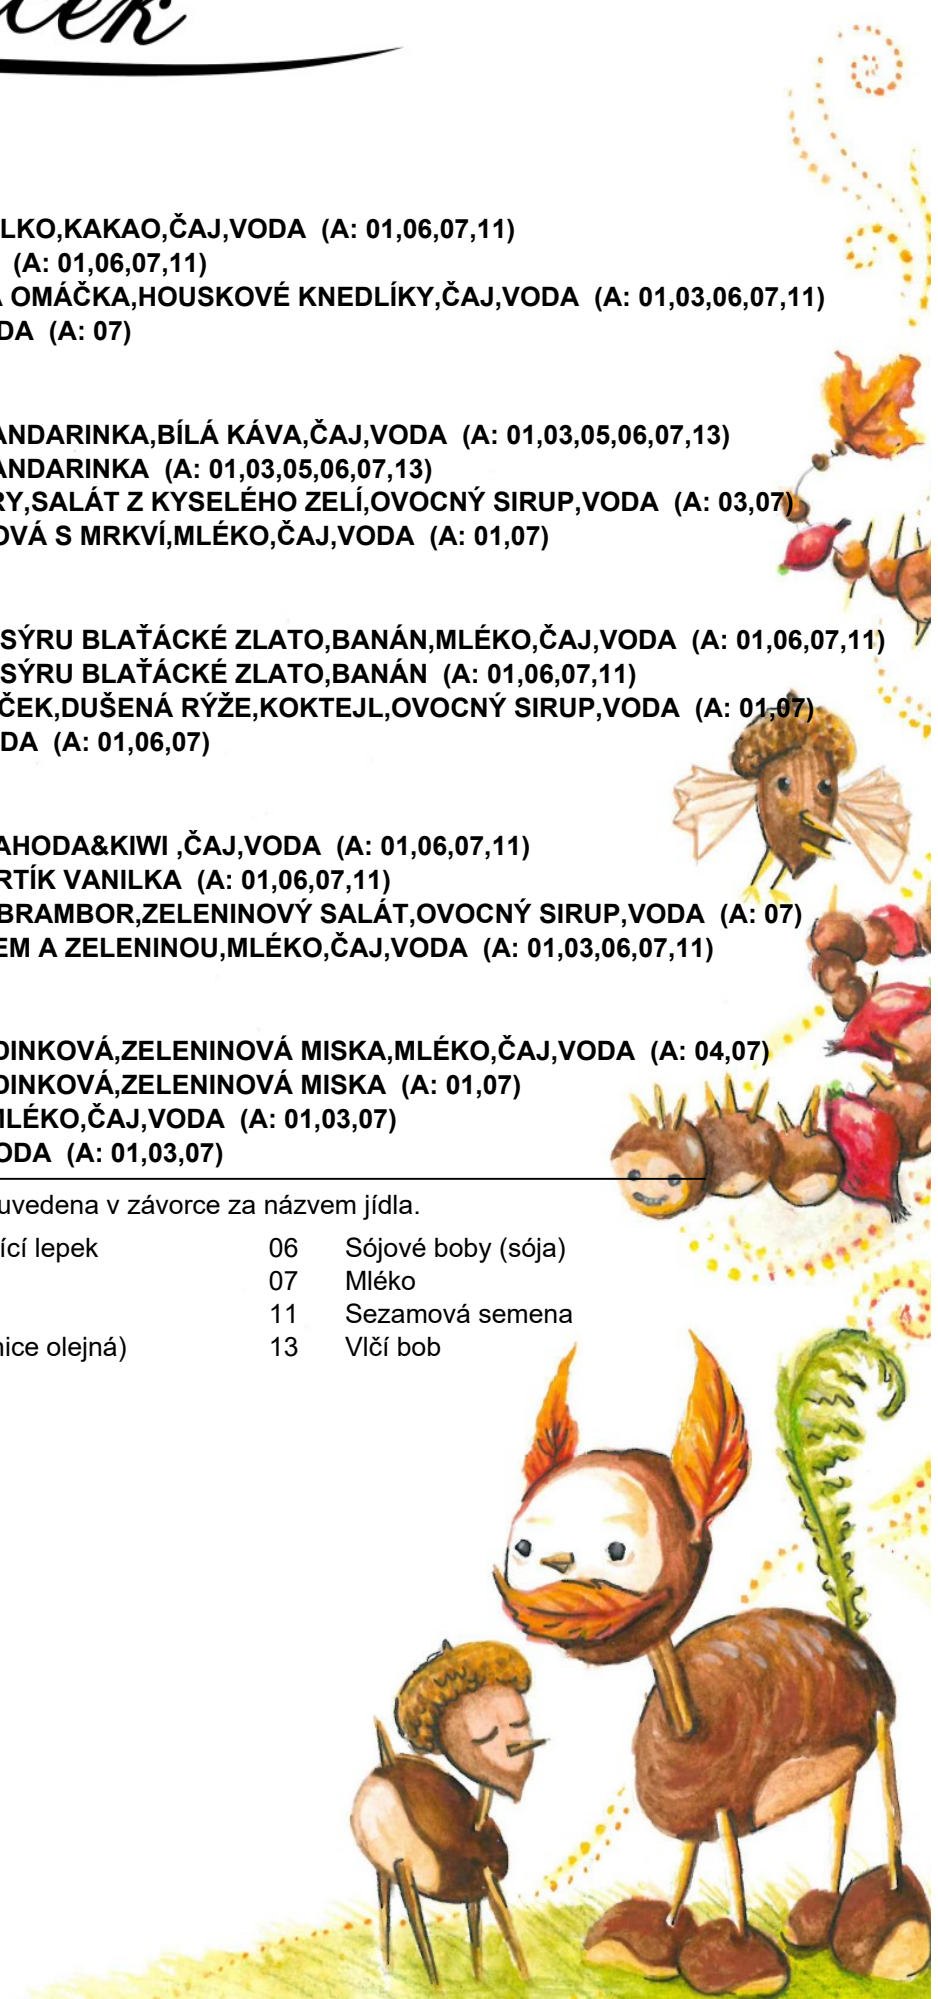 LKO,KAKAO,ČAJ,VODA (A: 01,06,07,11)
(A: 01,06,07,11)
OMÁČKA,HOUSKOVÉ KNEDLÍKY,ČAJ,VODA (A: 01,03,06,07,11)
DA (A: 07)
ANDARINKA,BÍLÁ KÁVA,ČAJ,VODA (A: 01,03,05,06,07,13)
ANDARINKA (A: 01,03,05,06,07,13)
RY,SALÁT Z KYSELÉHO ZELÍ,OVOCNÝ SIRUP,VODA (A: 03,07)
OVÁ S MRKVÍ,MLÉKO,ČAJ,VODA (A: 01,07)
SÝRU BLAŤÁCKÉ ZLATO,BANÁN,MLÉKO,ČAJ,VODA (A: 01,06,07,11)
SÝRU BLAŤÁCKÉ ZLATO,BANÁN (A: 01,06,07,11)
ČEK,DUŠENÁ RÝŽE,KOKTEJL,OVOCNÝ SIRUP,VODA (A: 01,07)
DA (A: 01,06,07)
AHODA&KIWI ,ČAJ,VODA (A: 01,06,07,11)
RTÍK VANILKA (A: 01,06,07,11)
BRAMBOR,ZELENINOVÝ SALÁT,OVOCNÝ SIRUP,VODA (A: 07)
EM A ZELENINOU,MLÉKO,ČAJ,VODA (A: 01,03,06,07,11)
DINKOVÁ,ZELENINOVÁ MISKA,MLÉKO,ČAJ,VODA (A: 04,07)
DINKOVÁ,ZELENINOVÁ MISKA (A: 01,07)
MLÉKO,ČAJ,VODA (A: 01,03,07)
ODA (A: 01,03,07)
uvedena v závorce za názvem jídla.
ící lepek 06 Sójové boby (sója)
07 Mléko
11 Sezamová semena
nice olejná) 13 Vlčí bob